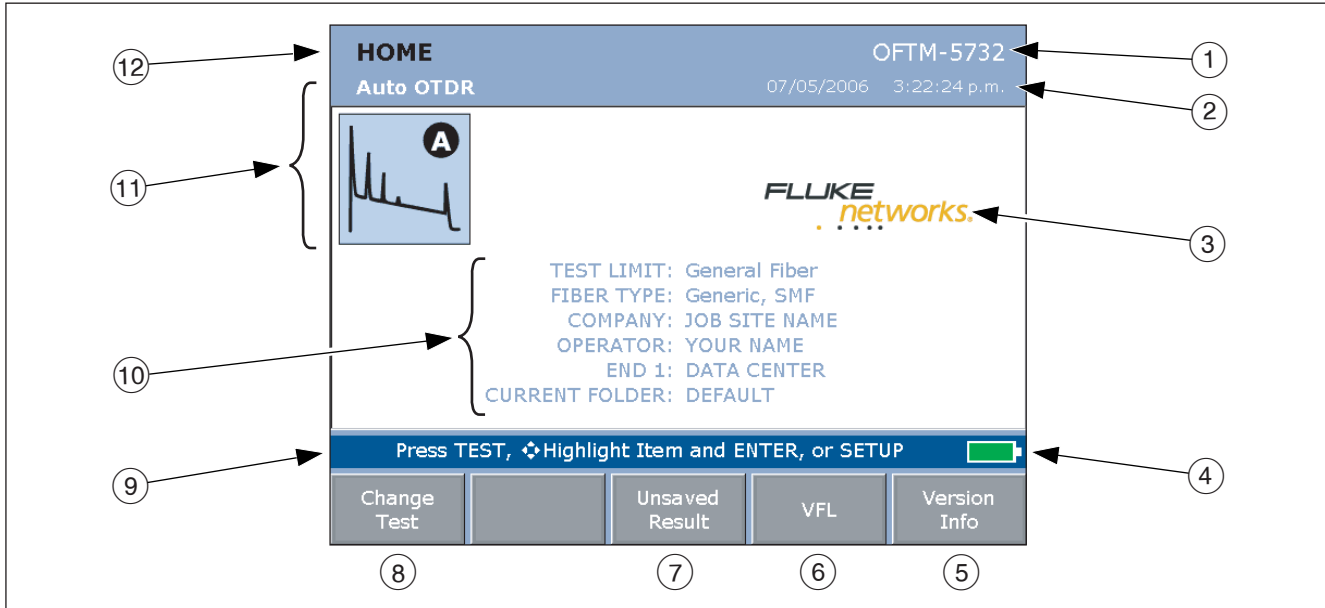 HOME
OFTM-5732
Auto OTDR
07/05/2006 3:22:24 p.m.
A
FLUKE
networks.
TEST LIMIT: General Fiber
FIBER TYPE: Generic, SMF
COMPANY: JOB SITE NAME
OPERATOR: YOUR NAME
END 1: DATA CENTER
CURRENT FOLDER: DEFAULT
Press TEST, Highlight Item and ENTER, or SETUP
Change
Test
Unsaved
Result
VFL
Version
Info
1
2
3
4
5
6
7
8
9
10
11
12